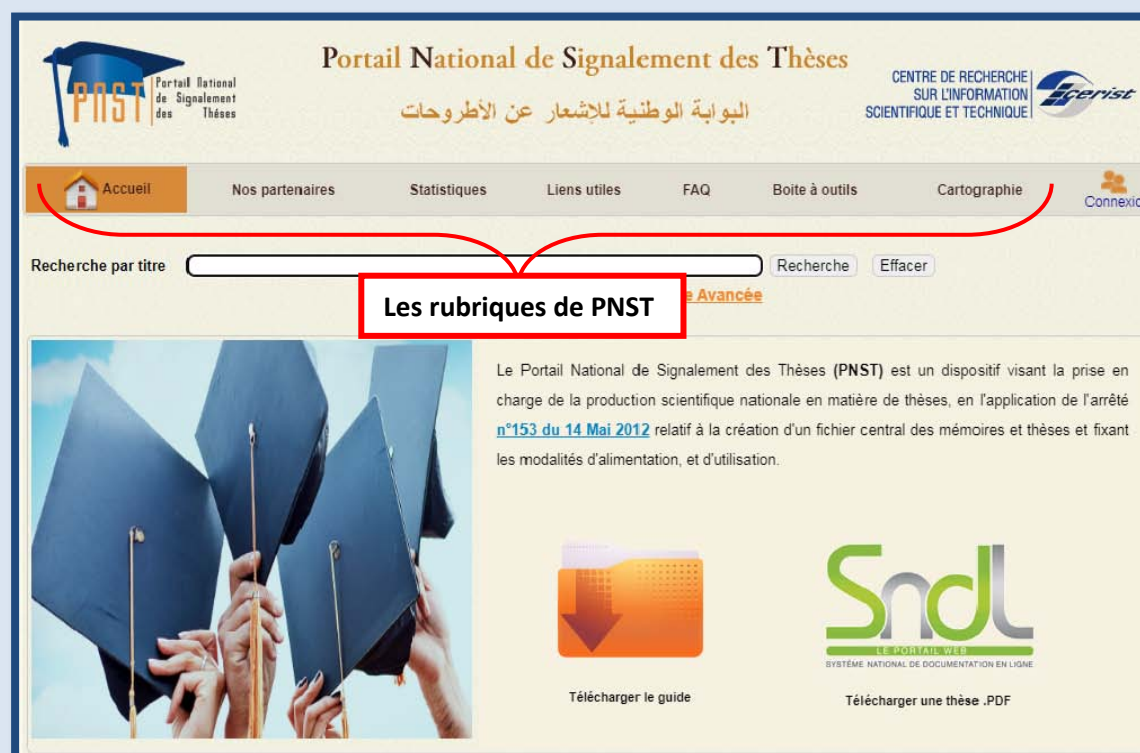 Portail National de Signalement des Thèses
البوابة الوطنية للإشعار عن الأطروحات
PNST
Portail National
de Signalement
des Thèses
CENTRE DE RECHERCHE
SUR L'INFORMATION
SCIENTIFIQUE ET TECHNIQUE
cerist
Accueil Nos partenaires Statistiques Liens utiles FAQ Boite à outils Cartographie
Connexio
Recherche par titre Recherche Effacer
e Avancée
Les rubriques de PNST
Le Portail National de Signalement des Thèses (PNST) est un dispositif visant la prise en
charge de la production scientifique nationale en matière de thèses, en l'application de l'arrêté
n°153 du 14 Mai 2012 relatif à la création d'un fichier central des mémoires et thèses et fixant
les modalités d'alimentation, et d'utilisation.
Sndl
LE PORTAIL WEB
SYSTÈME NATIONAL DE DOCUMENTATION EN LIGNE
Télécharger le guide
Télécharger une thèse .PDF